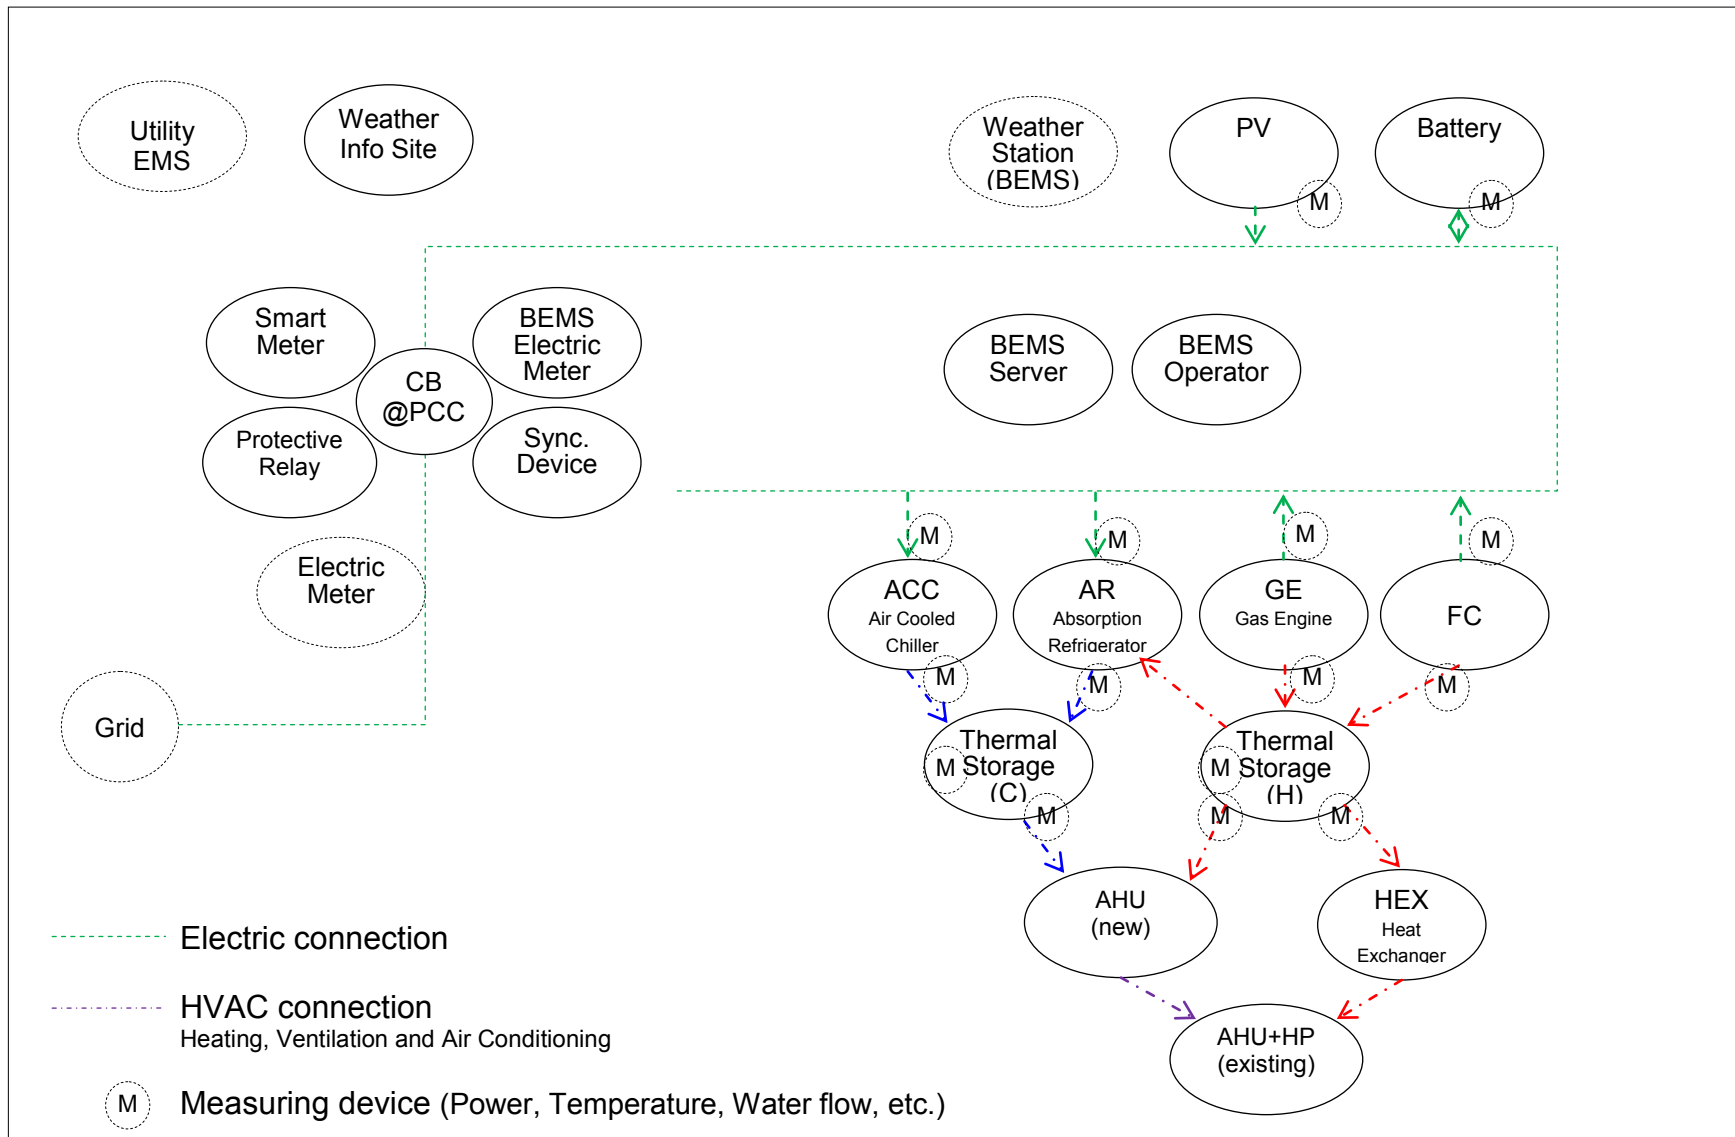 Utility
EMS
Weather
Info Site
Weather
Station
(BEMS)
PV
M
Battery
M
Smart
Meter
BEMS
Electric
Meter
CB
@PCC
Protective
Relay
Sync.
Device
BEMS
Server
BEMS
Operator
Electric
Meter
Grid
M
M
M
M
ACC
Air Cooled
Chiller
AR
Absorption
Refrigerator
GE
Gas Engine
FC
M
M
M
M
Thermal
Storage
(C)
M
M
Thermal
Storage
(H)
M
M
M
AHU
(new)
HEX
Heat
Exchanger
AHU+HP
(existing)
Electric connection
HVAC connection
Heating, Ventilation and Air Conditioning
M
Measuring device (Power, Temperature, Water flow, etc.)